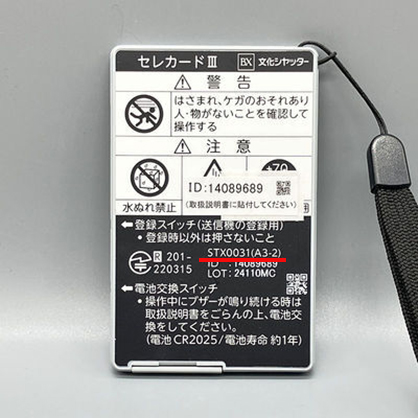 セレカードⅢ BX 文化シヤッター
警告
はさまれ、ケガのおそれあり
人・物がないことを確認して
操作する
注意
+70
ID:14089689
(取扱説明書に貼付してください)
水ぬれ禁止
登録スイッチ(送信機の登録用)
・登録時以外は押さないこと
R 201-
220315
STX0031(A3-2)
ID :14089689
LOT: 24110MC
電池交換スイッチ
・操作中にブザーが鳴り続ける時は
取扱説明書をごらんの上、電池交換
をしてください。
(電池 CR2025/電池寿命 約1年)